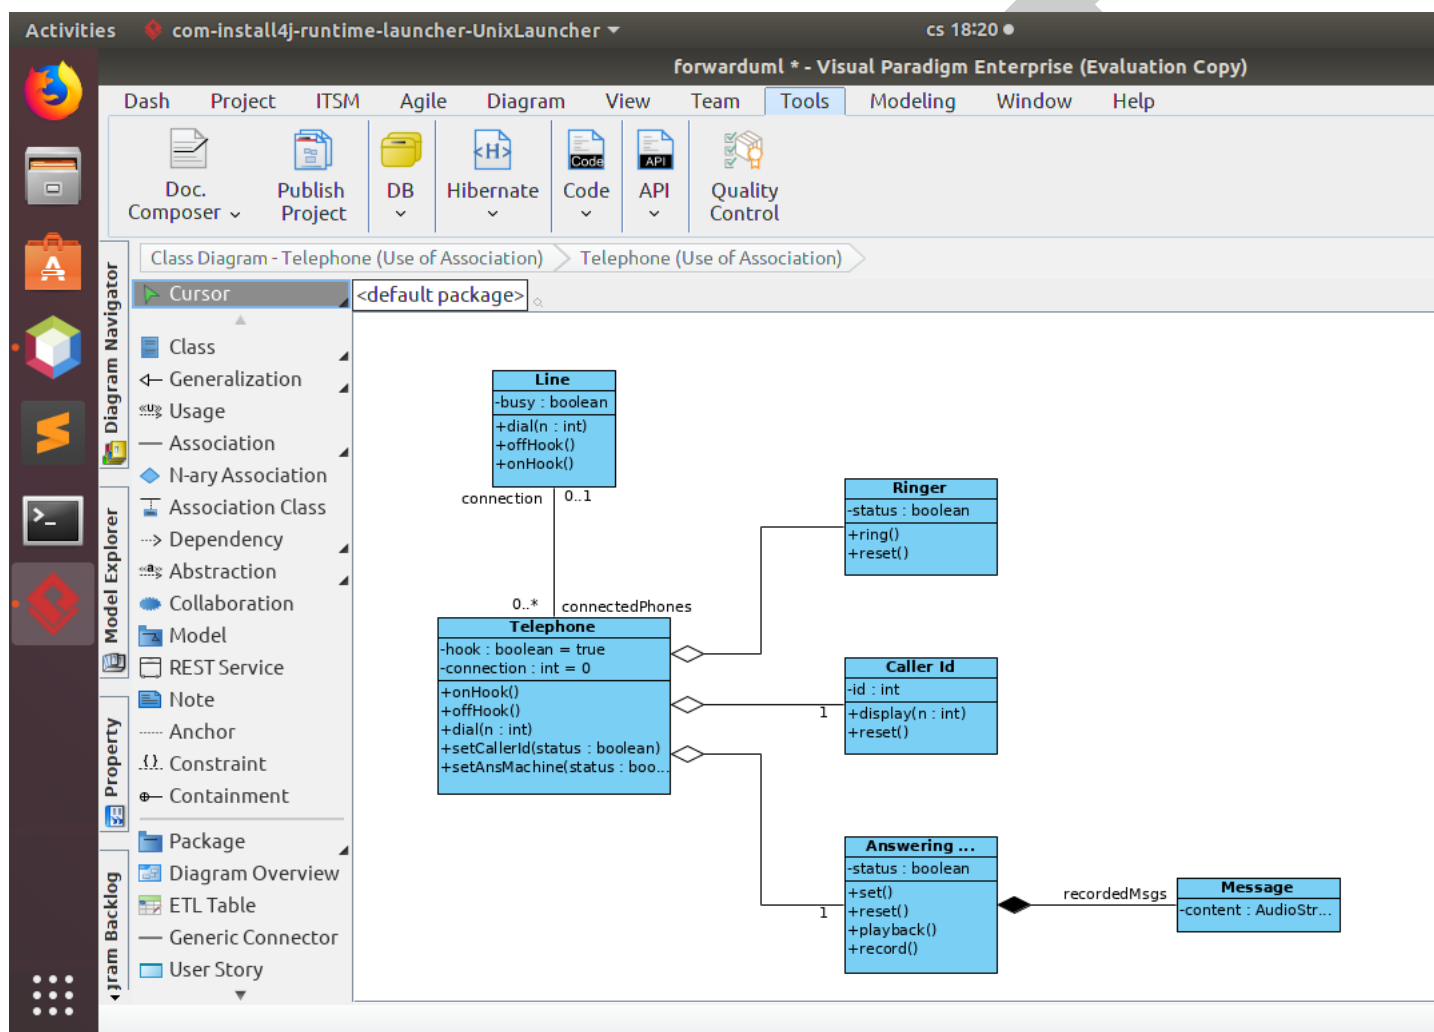 Activities
com-install4j-runtime-launcher-UnixLauncher
cs 18:20
forwarduml * - Visual Paradigm Enterprise (Evaluation Copy)
Dash Project ITSM Agile Diagram View Team Tools Modeling Window Help
<H> Code API
Doc. Composer
Publish Project
DB
Hibernate
Code
API
Quality Control
Class Diagram - Telephone (Use of Association)
Telephone (Use of Association)
Diagram Navigator
Model Explorer
Property
gram Backlog
Cursor
<default package>
Class
Generalization
Usage
Association
N-ary Association
Association Class
Dependency
Abstraction
Collaboration
Model
REST Service
Note
Anchor
Constraint
Containment
Package
Diagram Overview
ETL Table
Generic Connector
User Story
Line
-busy : boolean
+dial(n : int)
+offHook()
+onHook()
connection 0..1
0..* connectedPhones
Telephone
-hook : boolean = true
-connection : int = 0
+onHook()
+offHook()
+dial(n : int)
+setCallerId(status : boolean)
+setAnsMachine(status : boo...
Ringer
-status : boolean
+ring()
+reset()
Caller Id
-id : int
+display(n : int)
+reset()
1
Answering ...
-status : boolean
+set()
+reset()
+playback()
+record()
1
recordedMsgs
Message
-content : AudioStr...